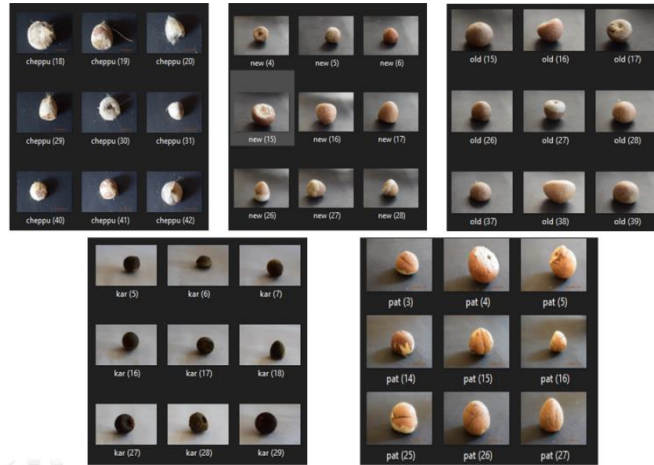 cheppu (18) cheppu (19) cheppu (20)
cheppu (29) cheppu (30) cheppu (31)
cheppu (40) cheppu (41) cheppu (42)
new (4) new (5) new (6)
new (15) new (16) new (17)
new (26) new (27) new (28)
old (15) old (16) old (17)
old (26) old (27) old (28)
old (37) old (38) old (39)
kar (5) kar (6) kar (7)
kar (16) kar (17) kar (18)
kar (27) kar (28) kar (29)
pat (3) pat (4) pat (5)
pat (14) pat (15) pat (16)
pat (25) pat (26) pat (27)